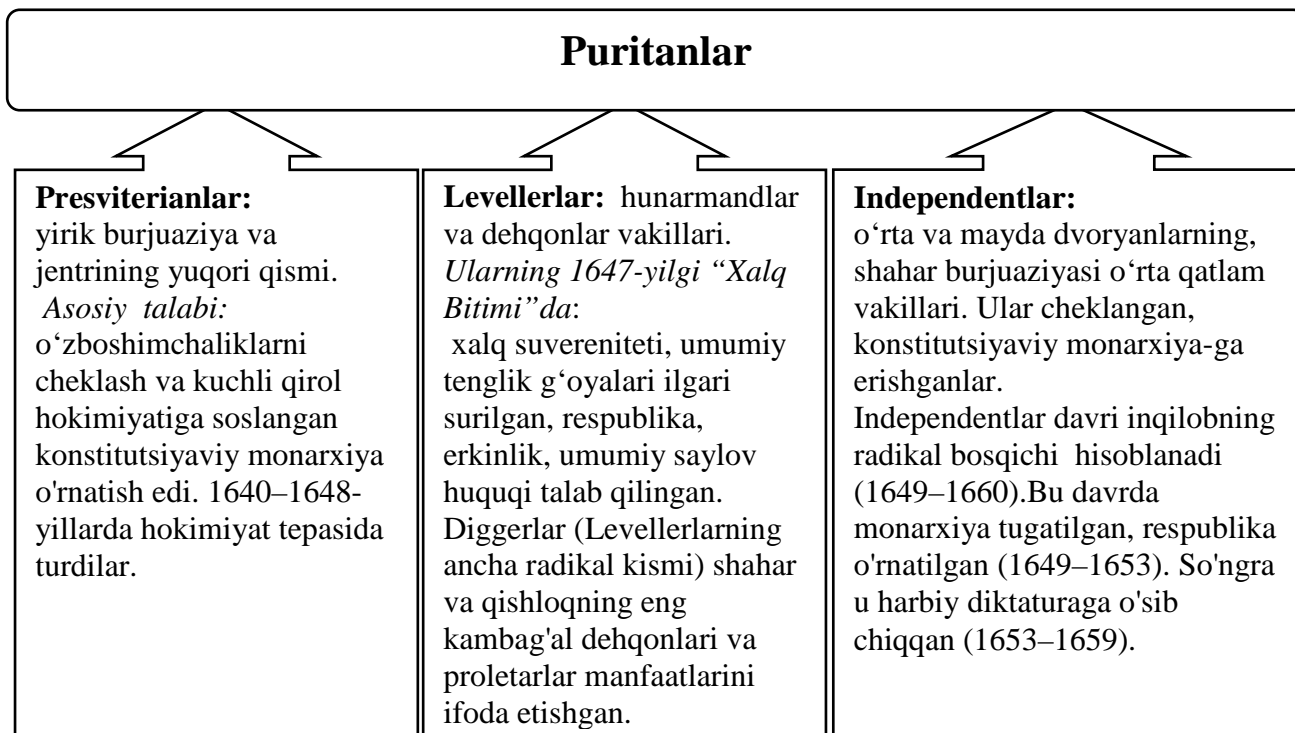 Puritanlar
Presviterianlar:
yirik burjuaziya va
jentrining yuqori qismi.
Asosiy talabi:
o‘zboshimchaliklarni
cheklash va kuchli qirol
hokimiyatiga soslangan
konstitutsiyaviy monarxiya
o'rnatish edi. 1640–1648-
yillarda hokimiyat tepasida
turdilar.
Levellerlar: hunarmandlar
va dehqonlar vakillari.
Ularning 1647-yilgi “Xalq
Bitimi”da:
xalq suvereniteti, umumiy
tenglik g‘oyalari ilgari
surilgan, respublika,
erkinlik, umumiy saylov
huquqi talab qilingan.
Diggerlar (Levellerlarning
ancha radikal kismi) shahar
va qishloqning eng
kambag'al dehqonlari va
proletarlar manfaatlarini
ifoda etishgan.
Independentlar:
o‘rta va mayda dvoryanlarning,
shahar burjuaziyasi o‘rta qatlam
vakillari. Ular cheklangan,
konstitutsiyaviy monarxiya-ga
erishganlar.
Independentlar davri inqilobning
radikal bosqichi hisoblanadi
(1649–1660).Bu davrda
monarxiya tugatilgan, respublika
o'rnatilgan (1649–1653). So'ngra
u harbiy diktaturaga o'sib
chiqqan (1653–1659).